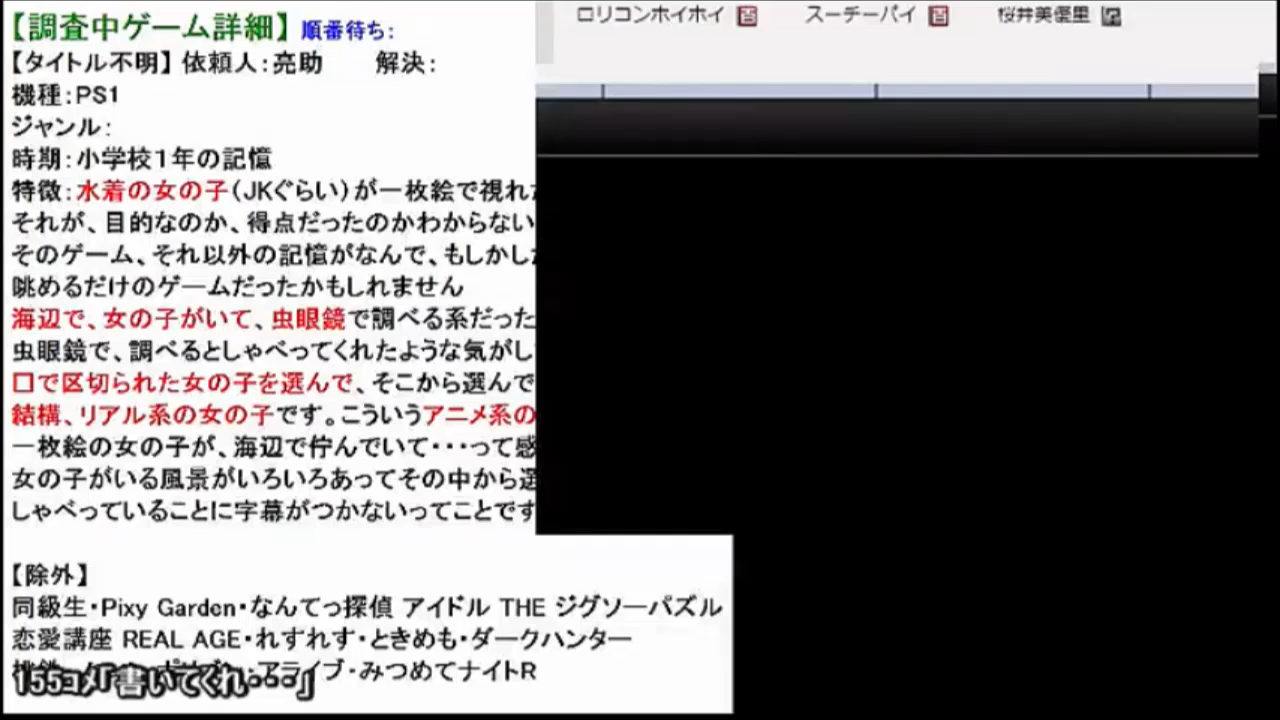 【調査中ゲーム詳細】 順番待ち:
ロリコンホイホイ スーチーパイ 桜井美優里
【タイトル不明】 依頼人:亮助 解決:
機種:PS1
ジャンル:
時期:小学校1年の記憶
特徴:水着の女の子(JKぐらい)が一枚絵で視れ
それが、目的なのか、得点だったのかわからない
そのゲーム、それ以外の記憶がなんで、もしかし
眺めるだけのゲームだったかもしれません
海辺で、女の子がいて、虫眼鏡で調べる系だった
虫眼鏡で、調べるとしゃべってくれたような気がし
口で区切られた女の子を選んで、そこから選んで
結構、リアル系の女の子です。こういうアニメ系の
一枚絵の女の子が、海辺で佇んでいて・・・って感
女の子がいる風景がいろいろあってその中から選
しゃべっていることに字幕がつかないってことです
【除外】
同級生・Pixy Garden・なんてっ探偵 アイドル THE ジグソーパズル
恋愛講座 REAL AGE・れすれす・ときめも・ダークハンター
アライブ・みつめてナイトR
155コメ「書いてくれ・・・」